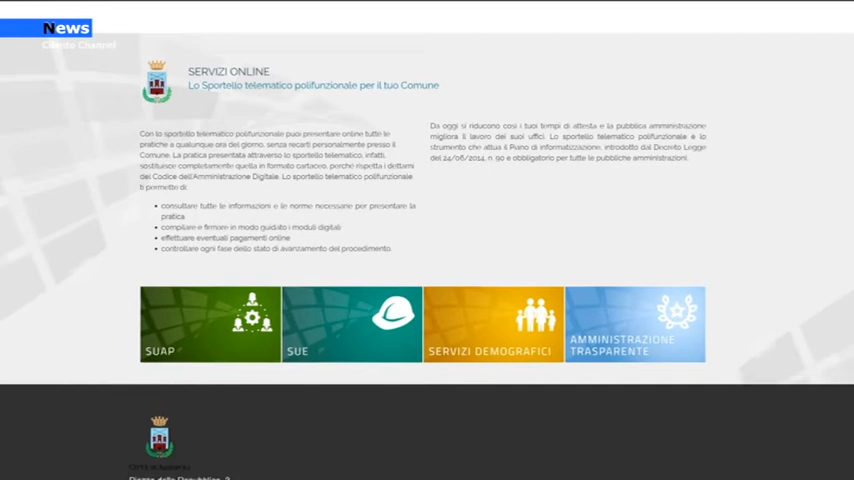 News
Cilento Channel
SERVIZI ONLINE
Lo Sportello telematico polifunzionale per il tuo Comune
Con lo sportello telematico polifunzionale puoi presentare online tutte le
pratiche a qualunque ora del giorno, senza recarti personalmente presso il
Comune. La pratica presentata attraverso lo sportello telematico, infatti,
sostituisce completamente quella in formato cartaceo, perché rispetta i dettami
del Codice dell'Amministrazione Digitale. Lo sportello telematico polifunzionale
ti permette di:
consultare tutte le informazioni e le norme necessarie per presentare la
pratica
compilare e firmare in modo guidato i moduli digitali
effettuare eventuali pagamenti online
controllare ogni fase dello stato di avanzamento del procedimento.
Da oggi si riducono così i tuoi tempi di attesta e la pubblica amministrazione
migliora il lavoro dei suoi uffici. Lo sportello telematico polifunzionale è lo
strumento che attua il Piano di informatizzazione, introdotto dal Decreto Legge
del 24/06/2014, n. 90 e obbligatorio per tutte le pubbliche amministrazioni.
SUAP
SUE
SERVIZI DEMOGRAFICI
AMMINISTRAZIONE
TRASPARENTE
Piazza della Repubblica, 2